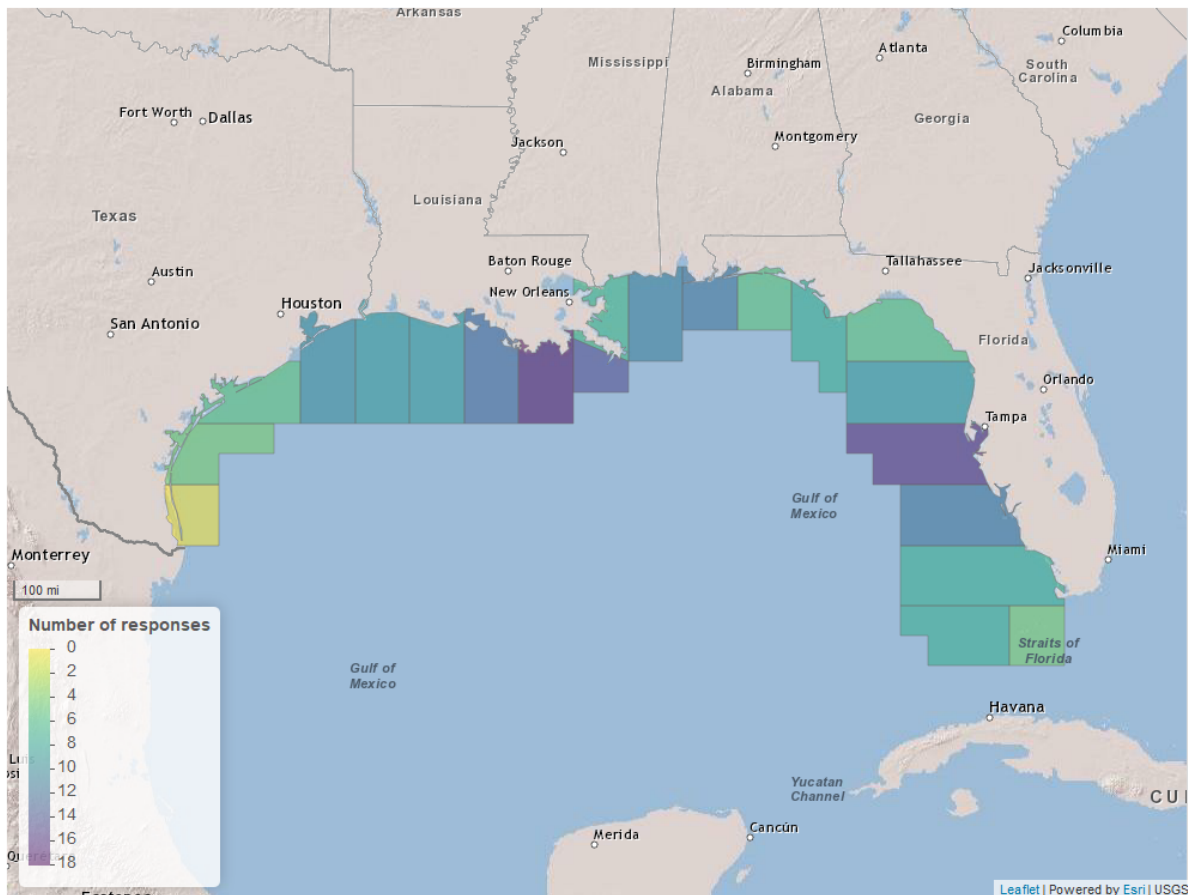 Arkansas
Columbia
Atlanta
Mississippi
Birmingham
South
Carolina
Alabama
Fort Worth
Dallas
Georgia
Montgomery
Jackson
Louisiana
Texas
Baton Rouge
Tallahassee
Jacksonville
Austin
New Orleans
Houston
San Antonio
Florida
Orlando
Tampa
Gulf of
Mexico
Monterrey
Miami
100 mi
Number of responses
0
2
4
6
8
10
12
14
16
18
Straits of
Florida
Gulf of
Mexico
Havana
Yucatan
Channel
CU
Merida
Cancún
Leaflet | Powered by Esri | USGS